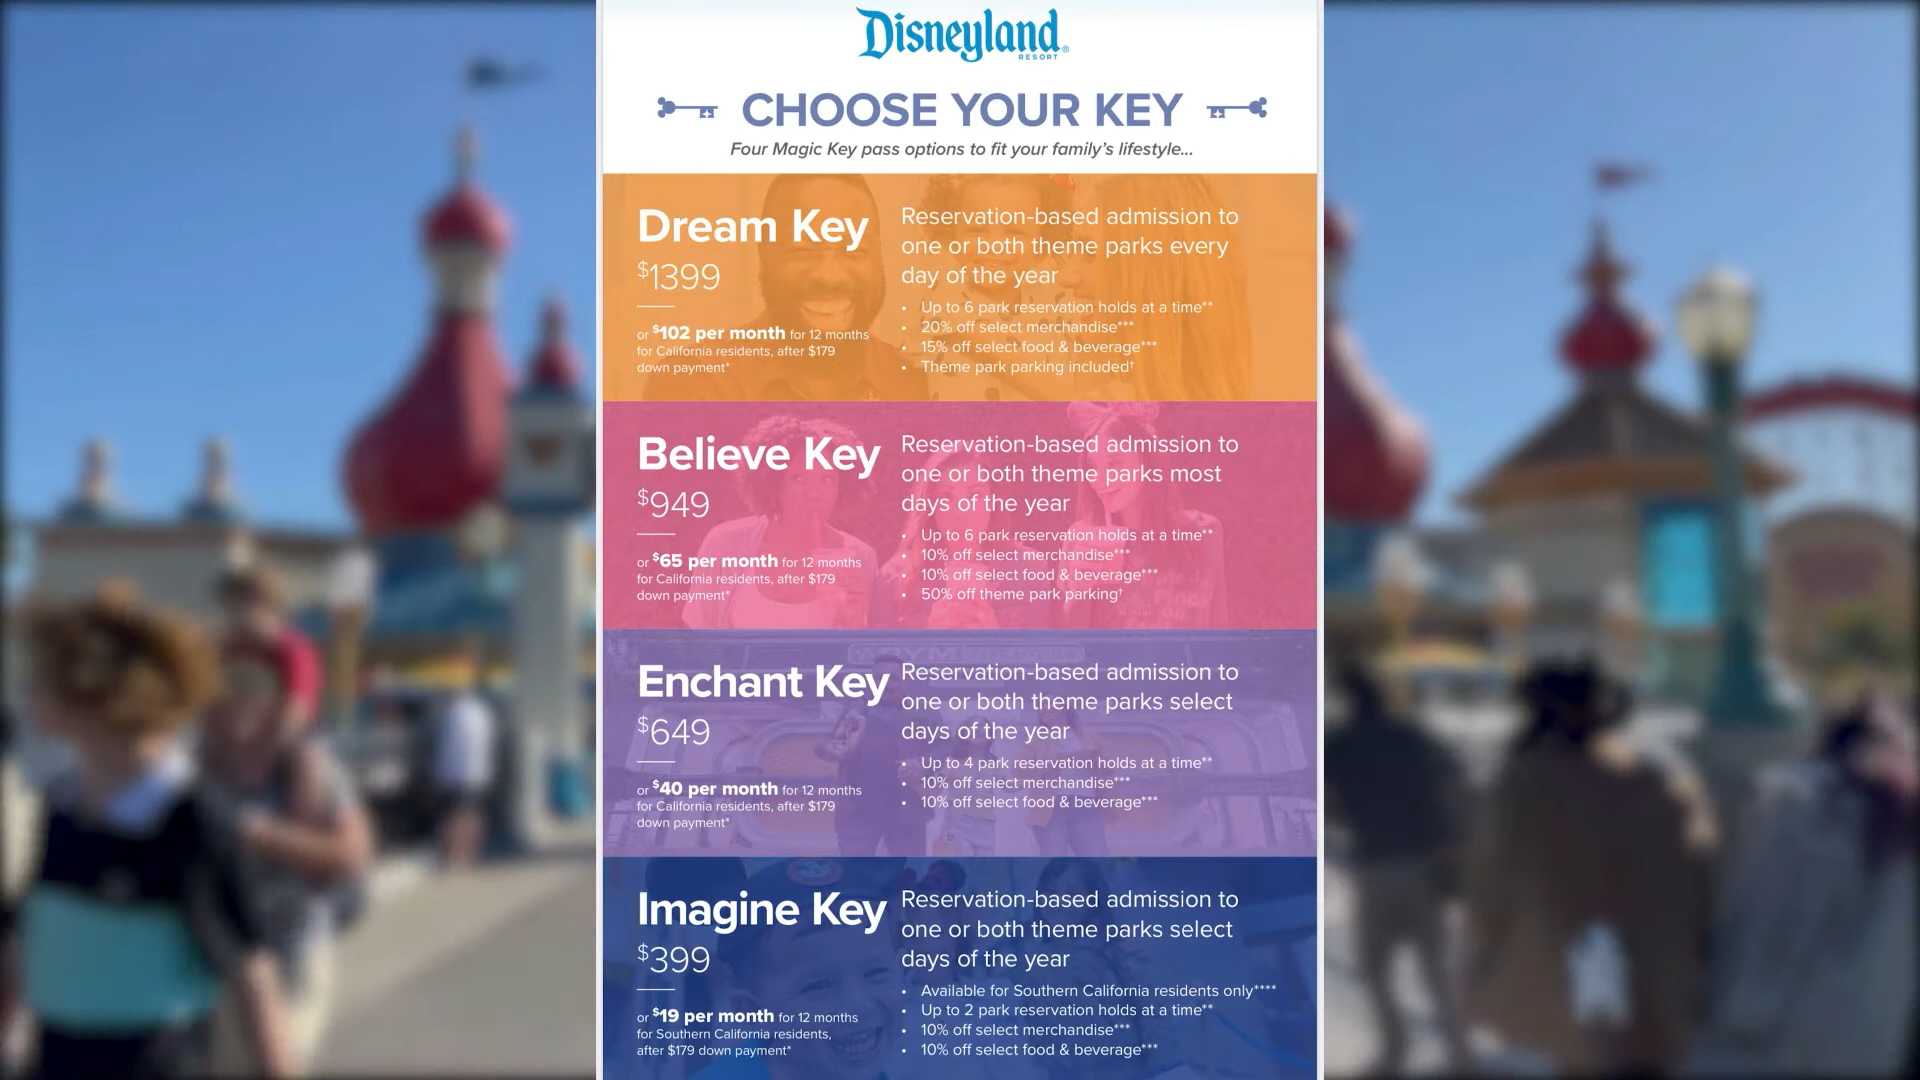 Disneyland®
RESORT
CHOOSE YOUR KEY
Four Magic Key pass options to fit your family's lifestyle...
Dream Key
$1399
or $102 per month for 12 months
for California residents, after $179
down payment*
Reservation-based admission to
one or both theme parks every
day of the year
• Up to 6 park reservation holds at a time**
• 20% off select merchandise***
• 15% off select food & beverage***
• Theme park parking included†
Believe Key
$949
or $65 per month for 12 months
for California residents, after $179
down payment*
Reservation-based admission to
one or both theme parks most
days of the year
• Up to 6 park reservation holds at a time**
• 10% off select merchandise***
• 10% off select food & beverage***
• 50% off theme park parking†
Enchant Key
$649
or $40 per month for 12 months
for California residents, after $179
down payment*
Reservation-based admission to
one or both theme parks select
days of the year
• Up to 4 park reservation holds at a time**
• 10% off select merchandise***
• 10% off select food & beverage***
Imagine Key
$399
or $19 per month for 12 months
for Southern California residents,
after $179 down payment*
Reservation-based admission to
one or both theme parks select
days of the year
• Available for Southern California residents only****
• Up to 2 park reservation holds at a time**
• 10% off select merchandise***
• 10% off select food & beverage***